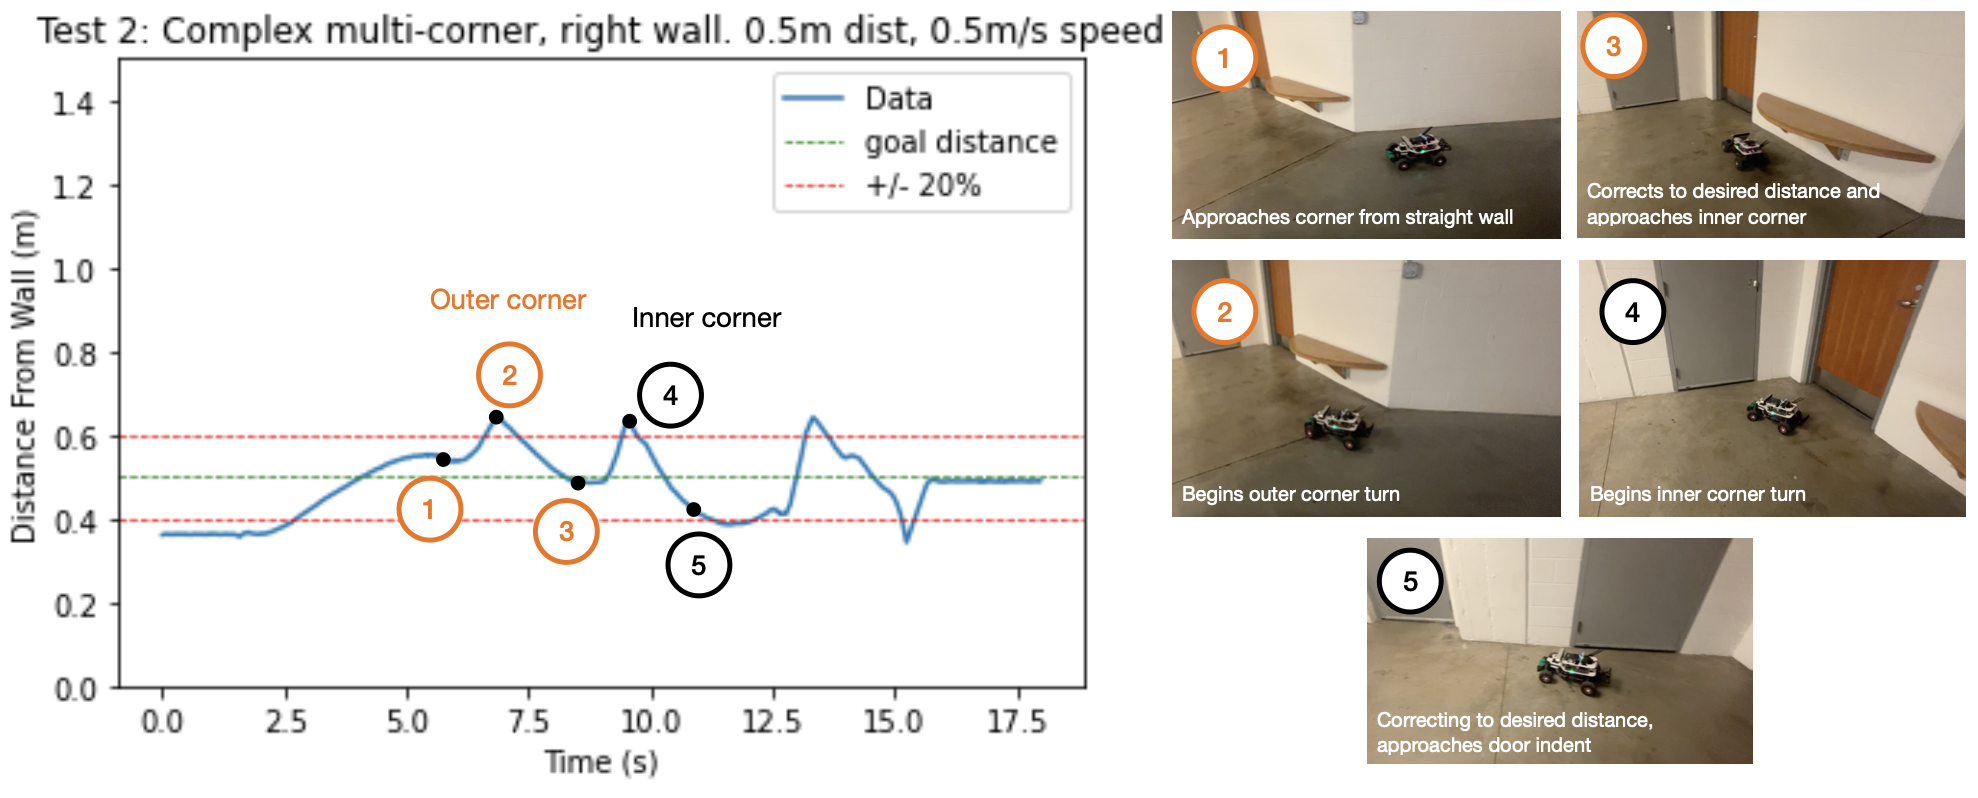 Test 2: Complex multi-corner, right wall. 0.5m dist, 0.5m/s speed
Data
goal distance
+/- 20%
Distance From Wall (m)
1.4
1.2
1.0
0.8
0.6
0.4
0.2
0.0
Outer corner
Inner corner
2
4
1
3
5
0.0 2.5 5.0 7.5 10.0 12.5 15.0 17.5
Time (s)
1
Approaches corner from straight wall
3
Corrects to desired distance and
approaches inner corner
2
Begins outer corner turn
4
Begins inner corner turn
5
Correcting to desired distance,
approaches door indent